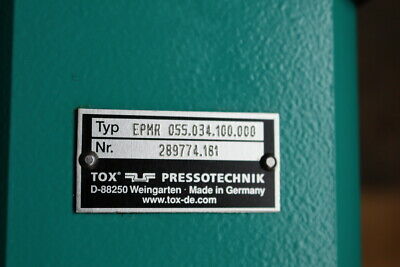 Typ EPMR 055.034.100.000
Nr. 289774.161
TOX® PRESSOTECHNIK
D-88250 Weingarten · Made in Germany
www.tox-de.com